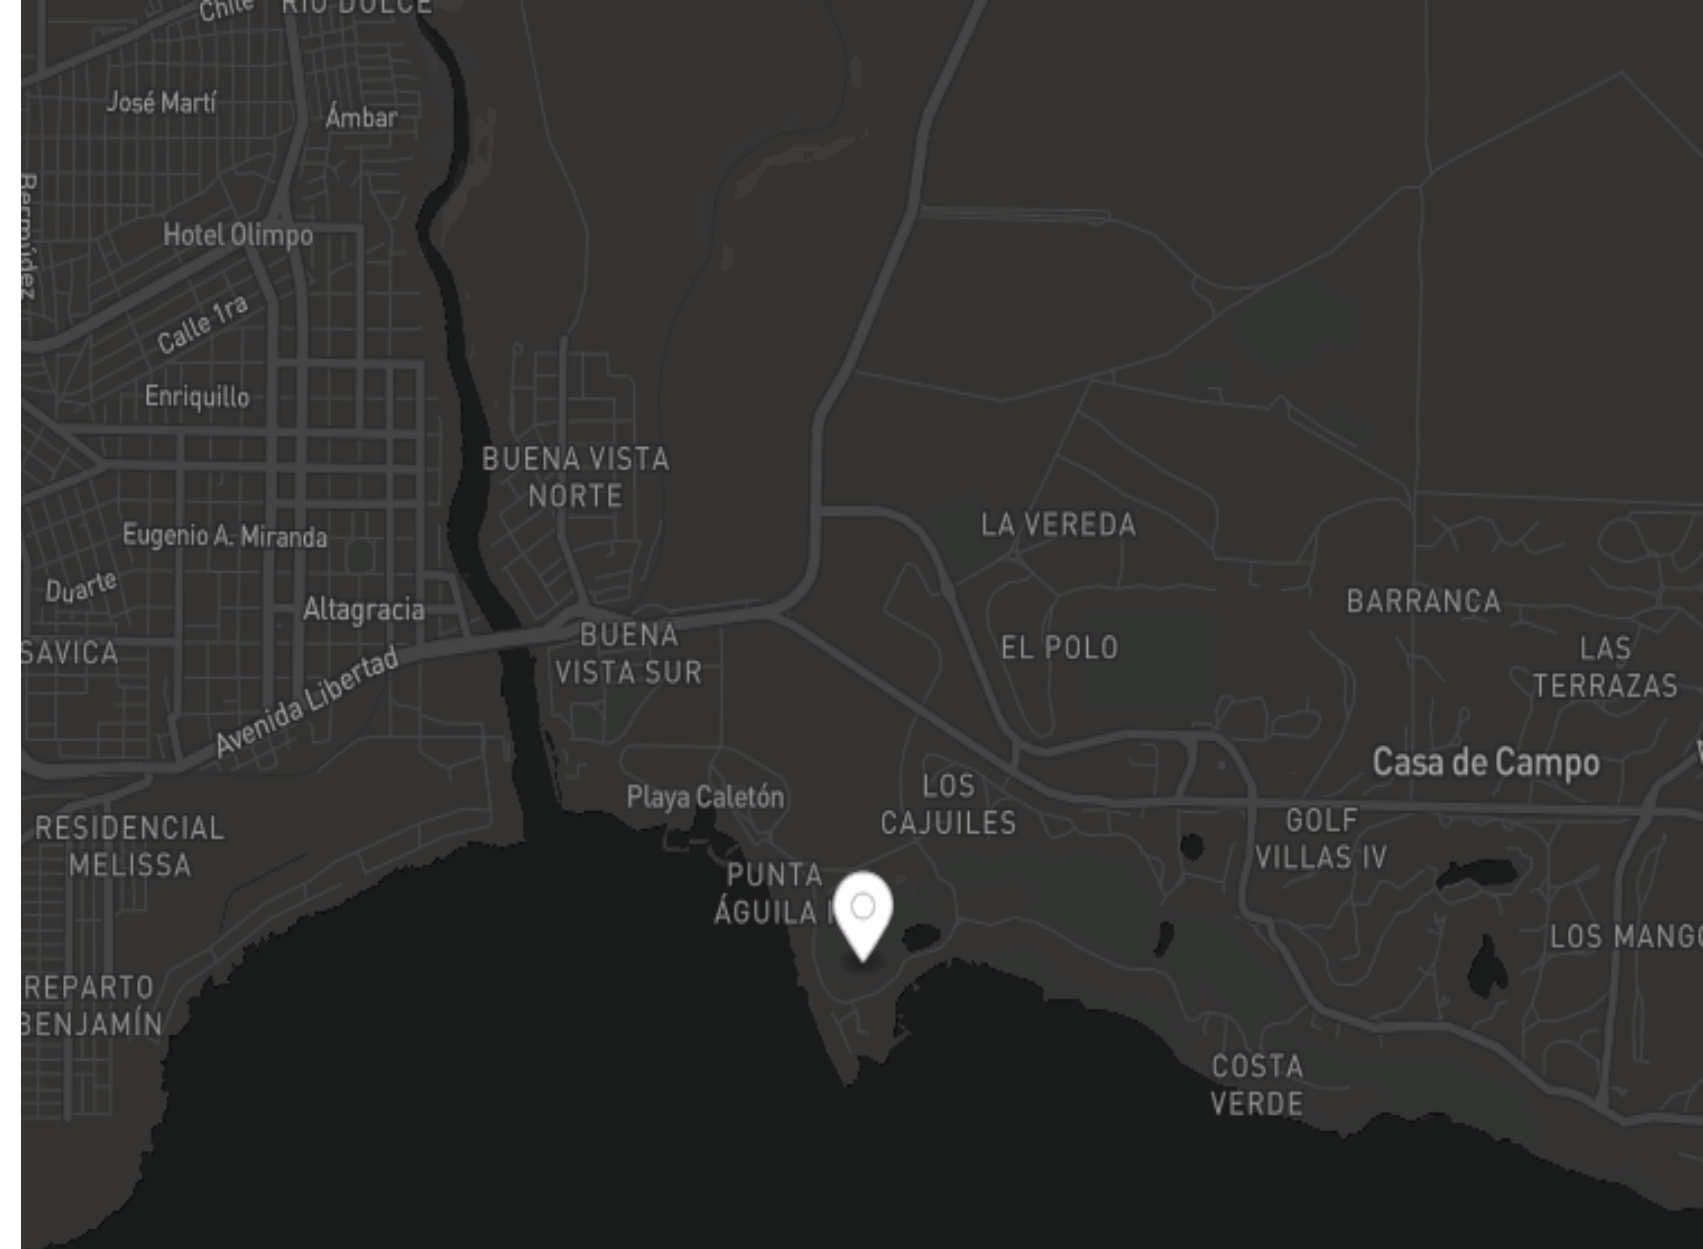 Chile
RÍO DULCE
José Martí
Ámbar
Bermúdez
Hotel Olimpo
Calle 1ra
Enriquillo
BUENA VISTA
NORTE
Eugenio A. Miranda
LA VEREDA
Duarte
Altagracia
BARRANCA
SAVICA
BUENA
VISTA SUR
EL POLO
LAS
TERRAZAS
Avenida Libertad
Casa de Campo
Playa Caletón
LOS
CAJUILES
RESIDENCIAL
MELISSA
GOLF
VILLAS IV
PUNTA
ÁGUILA I
LOS MANGO
REPARTO
BENJAMÍN
COSTA
VERDE